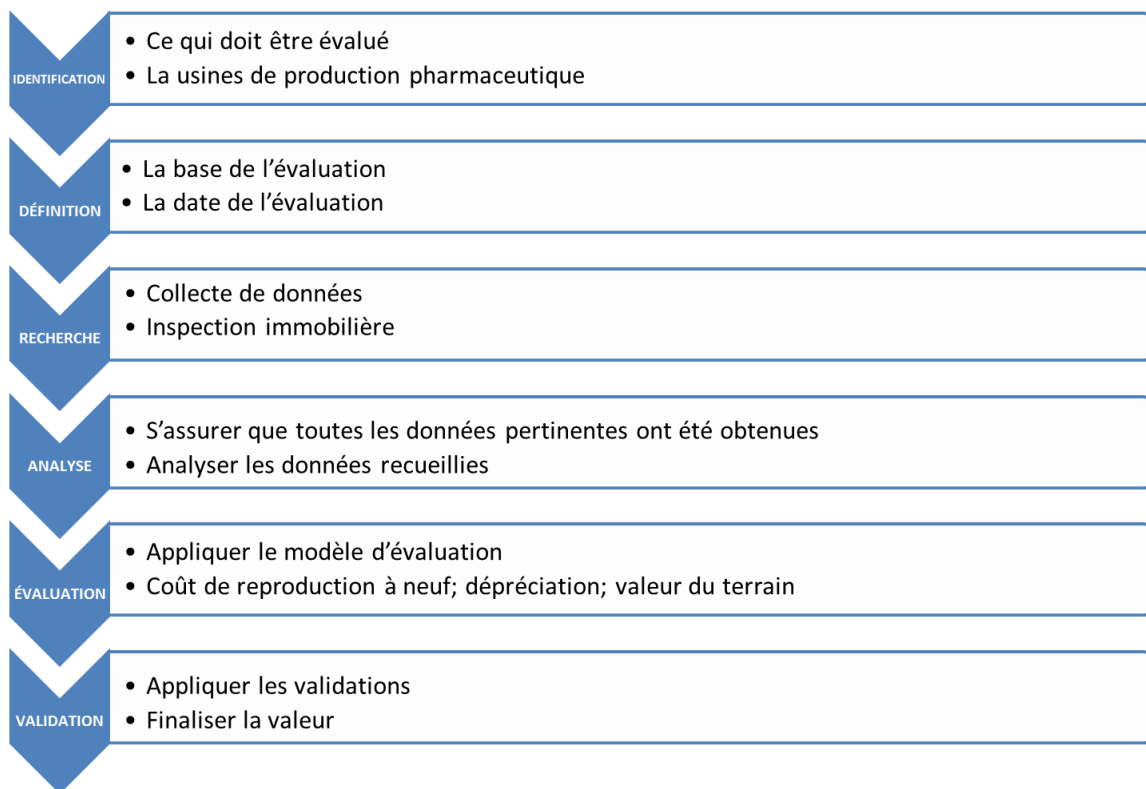 IDENTIFICATION
• Ce qui doit être évalué
• La usines de production pharmaceutique
DÉFINITION
• La base de l’évaluation
• La date de l’évaluation
RECHERCHE
• Collecte de données
• Inspection immobilière
ANALYSE
• S’assurer que toutes les données pertinentes ont été obtenues
• Analyser les données recueillies
ÉVALUATION
• Appliquer le modèle d’évaluation
• Coût de reproduction à neuf; dépréciation; valeur du terrain
VALIDATION
• Appliquer les validations
• Finaliser la valeur